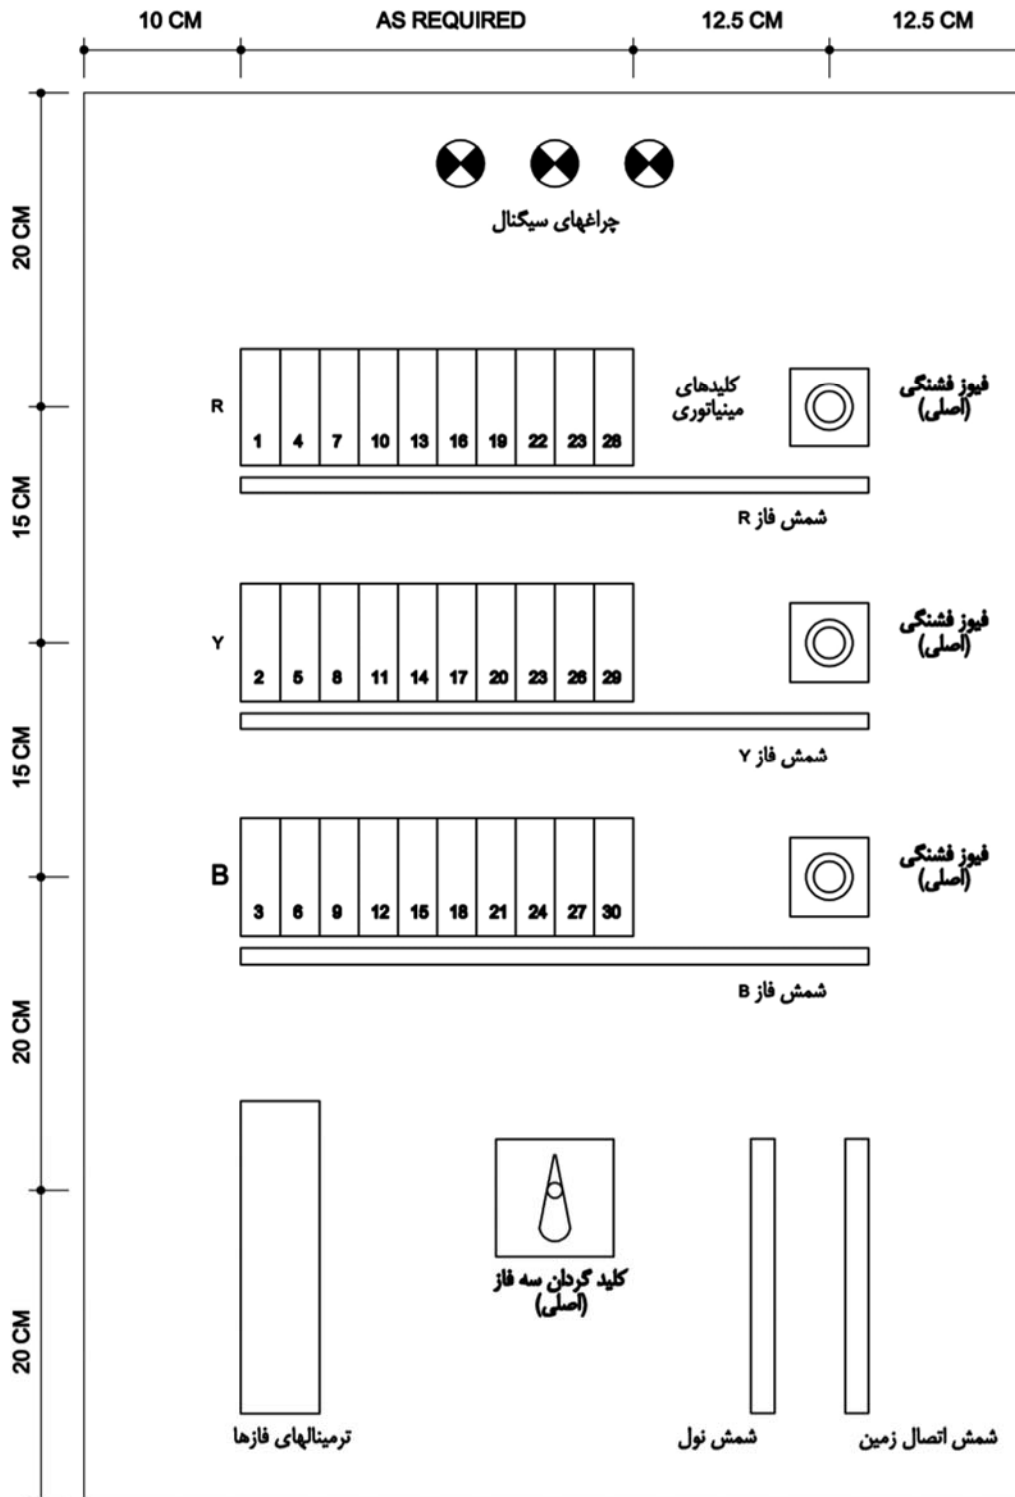 10 CM AS REQUIRED 12.5 CM 12.5 CM
20 CM
چراغهای سیگنال
R
1 4 7 10 13 16 19 22 23 28
کلیدهای
مینیاتوری
فیوز فشنگی
(اصلی)
شمش فاز R
15 CM
Y
2 5 8 11 14 17 20 23 26 29
فیوز فشنگی
(اصلی)
شمش فاز Y
15 CM
B
3 6 9 12 15 18 21 24 27 30
فیوز فشنگی
(اصلی)
شمش فاز B
20 CM
کلید گردان سه فاز
(اصلی)
20 CM
ترمینالهای فازها
شمش نول
شمش اتصال زمین